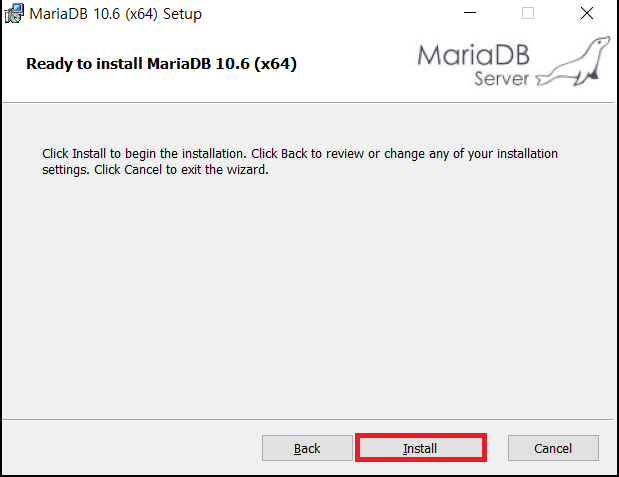 MariaDB 10.6 (x64) Setup
Ready to install MariaDB 10.6 (x64)
MariaDB
Server
Click Install to begin the installation. Click Back to review or change any of your installation
settings. Click Cancel to exit the wizard.
Back
Install
Cancel